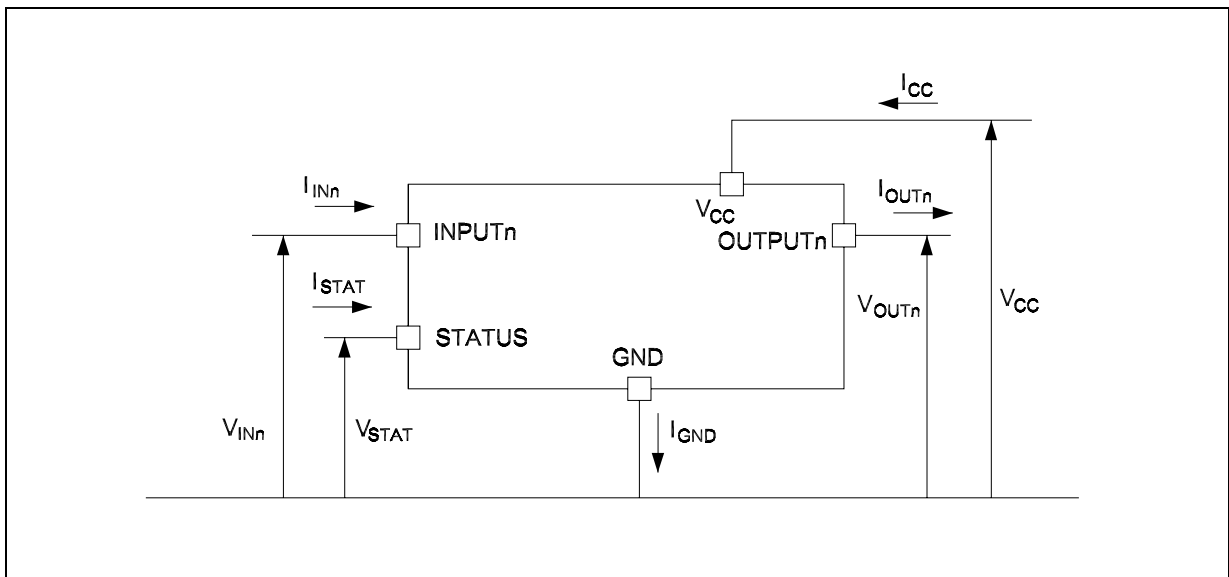 I_CC
I_INn
V_CC
I_OUTn
INPUTn
OUTPUTn
I_STAT
V_OUTn
V_CC
STATUS
GND
V_INn
V_STAT
I_GND